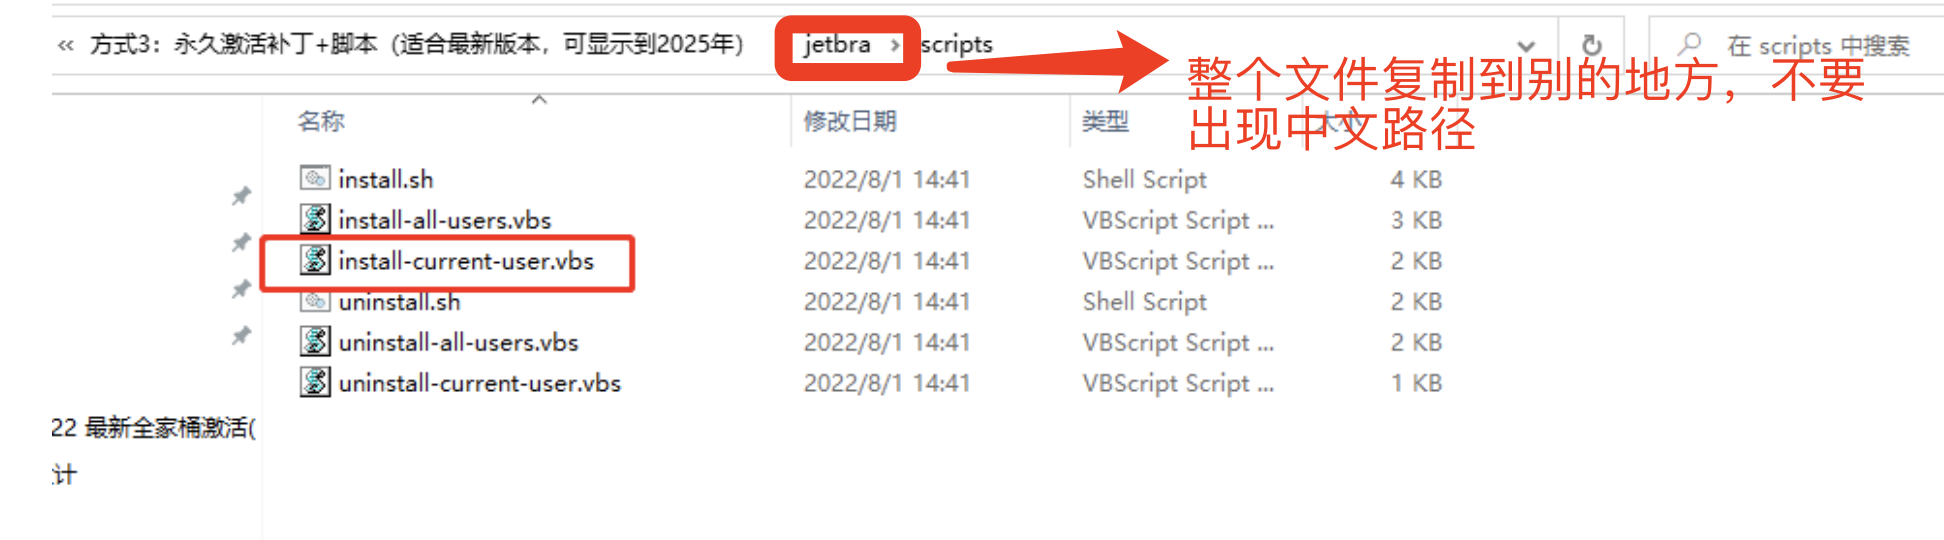 « 方式3：永久激活补丁+脚本（适合最新版本，可显示到2025年） jetbra › scripts
在 scripts 中搜索
整个文件复制到别的地方，不要
出现中文路径
名称 修改日期 类型 大小
install.sh 2022/8/1 14:41 Shell Script 4 KB
install-all-users.vbs 2022/8/1 14:41 VBScript Script ... 3 KB
install-current-user.vbs 2022/8/1 14:41 VBScript Script ... 2 KB
uninstall.sh 2022/8/1 14:41 Shell Script 2 KB
uninstall-all-users.vbs 2022/8/1 14:41 VBScript Script ... 2 KB
uninstall-current-user.vbs 2022/8/1 14:41 VBScript Script ... 1 KB
22 最新全家桶激活(
计